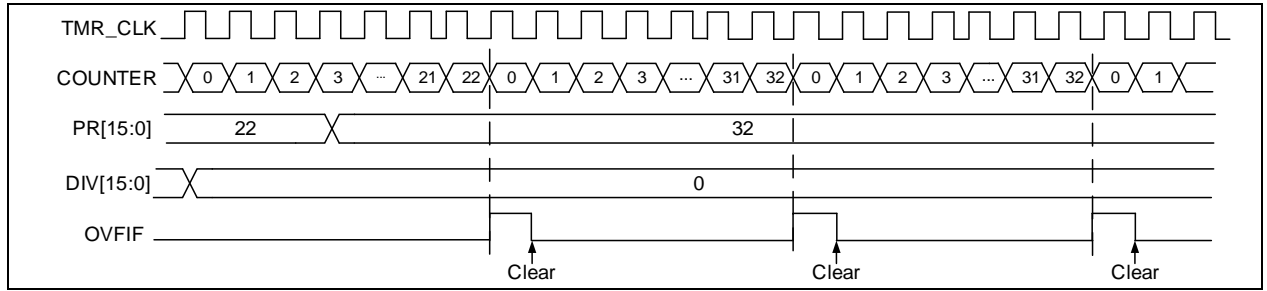 TMR_CLK
COUNTER 0 1 2 3 ... 21 22 0 1 2 3 ... 31 32 0 1 2 3 ... 31 32 0 1
PR[15:0] 22 32
DIV[15:0] 0
OVFIF
Clear Clear Clear